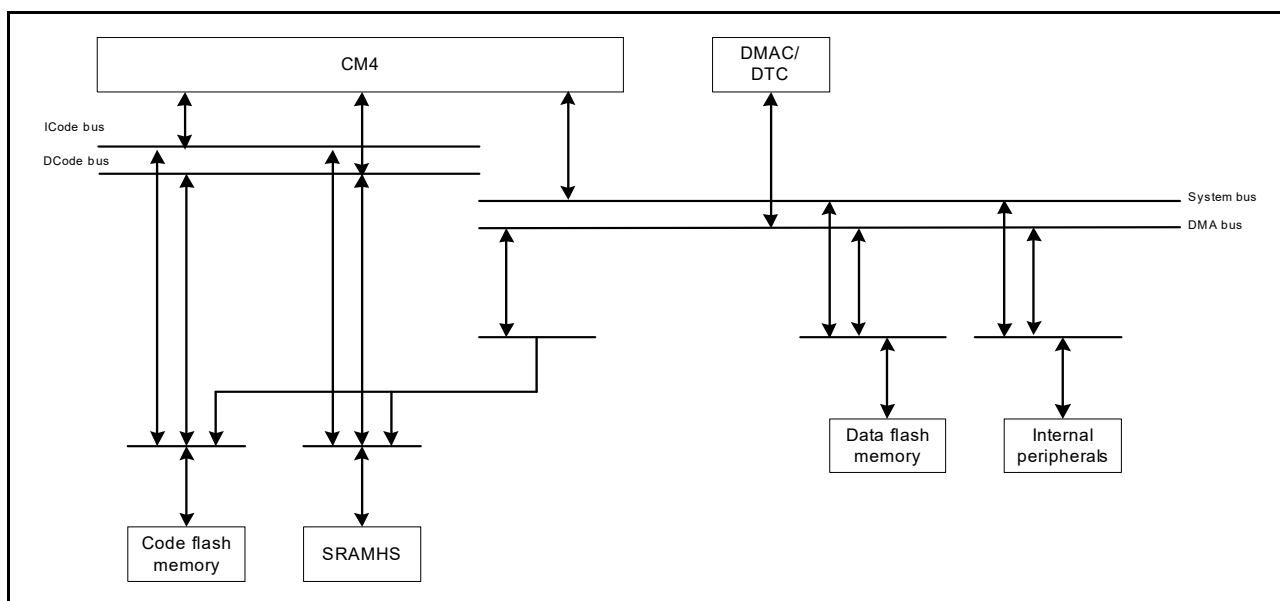 CM4
DMAC/
DTC
ICode bus
DCode bus
System bus
DMA bus
Data flash
memory
Internal
peripherals
Code flash
memory
SRAMHS